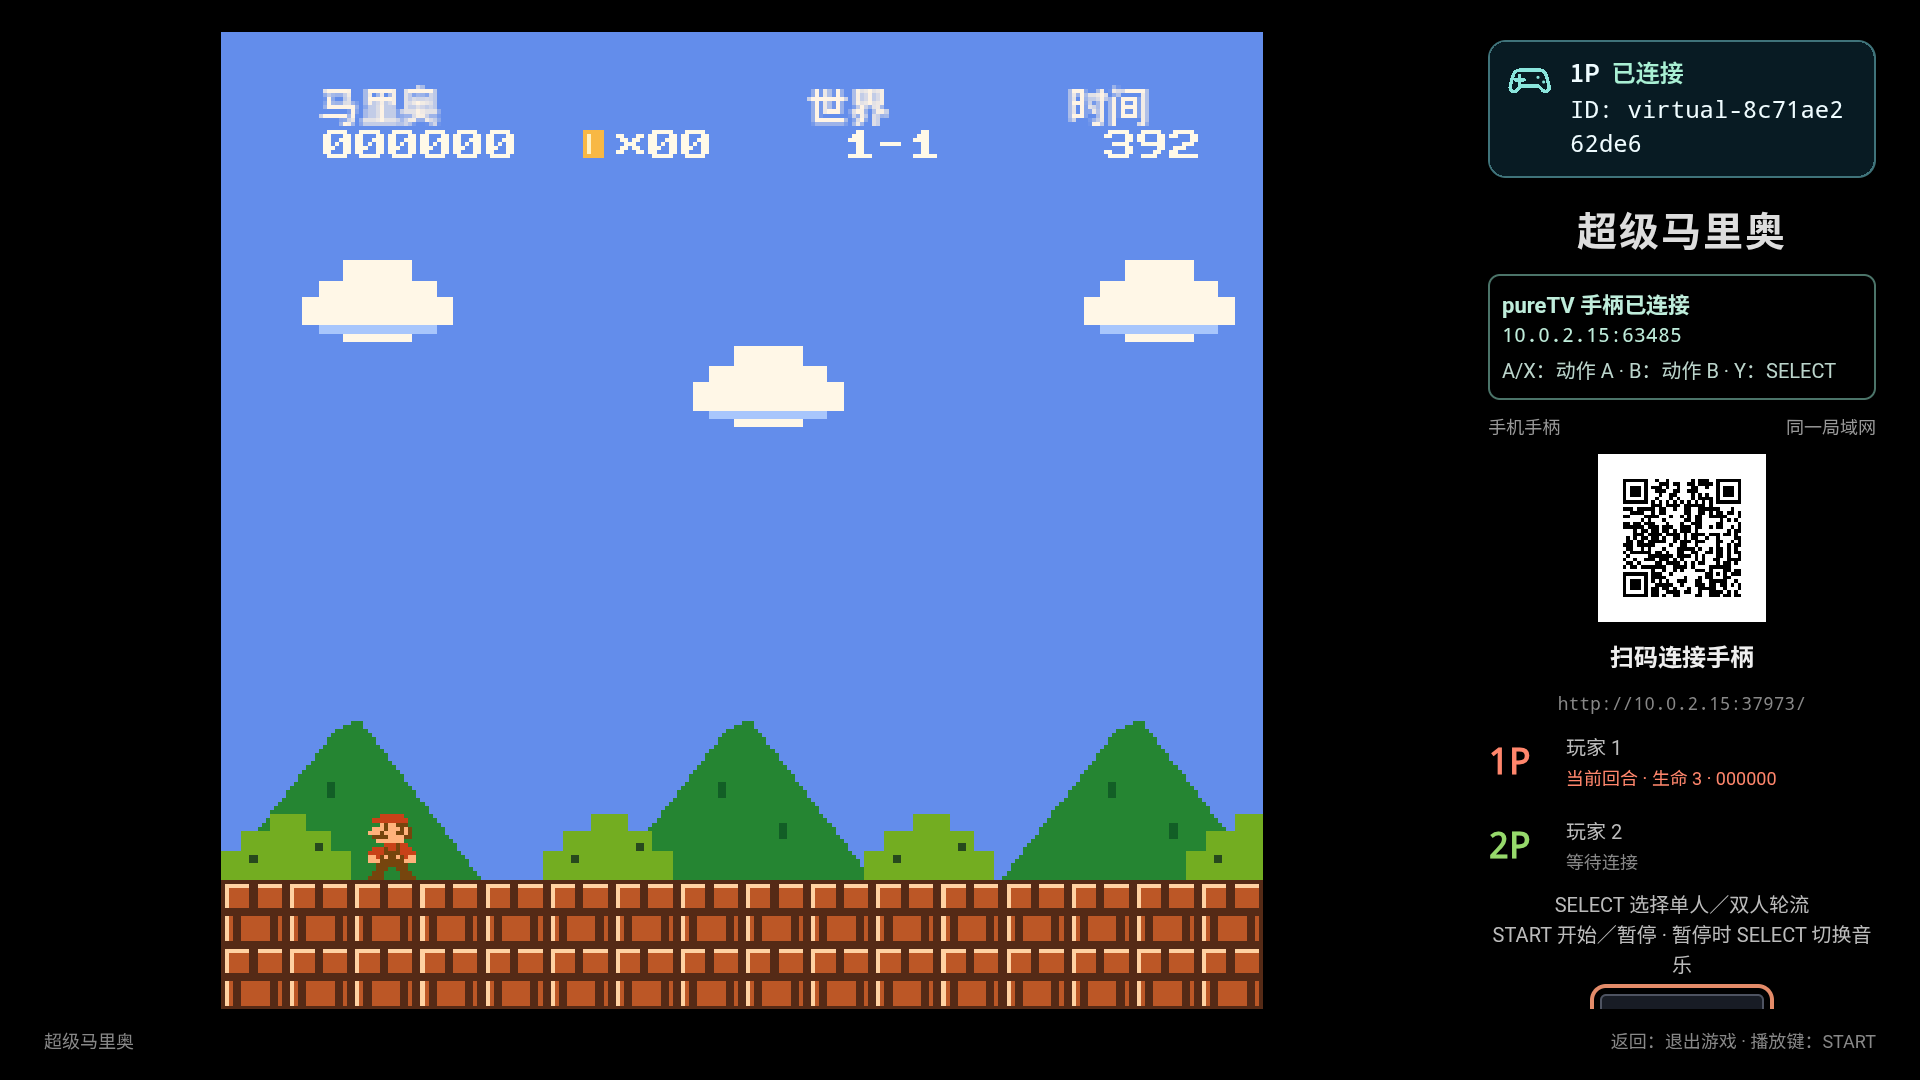 马里奥
世界
时间
000000
×00
1-1
392
1P 已连接
ID: virtual-8c71ae2
62de6
超级马里奥
pureTV 手柄已连接
10.0.2.15:63485
A/X：动作 A · B：动作 B · Y：SELECT
手机手柄
同一局域网
扫码连接手柄
http://10.0.2.15:37973/
1P
玩家 1
当前回合 · 生命 3 · 000000
2P
玩家 2
等待连接
SELECT 选择单人／双人轮流
START 开始／暂停 · 暂停时 SELECT 切换音
乐
超级马里奥
返回：退出游戏 · 播放键：START